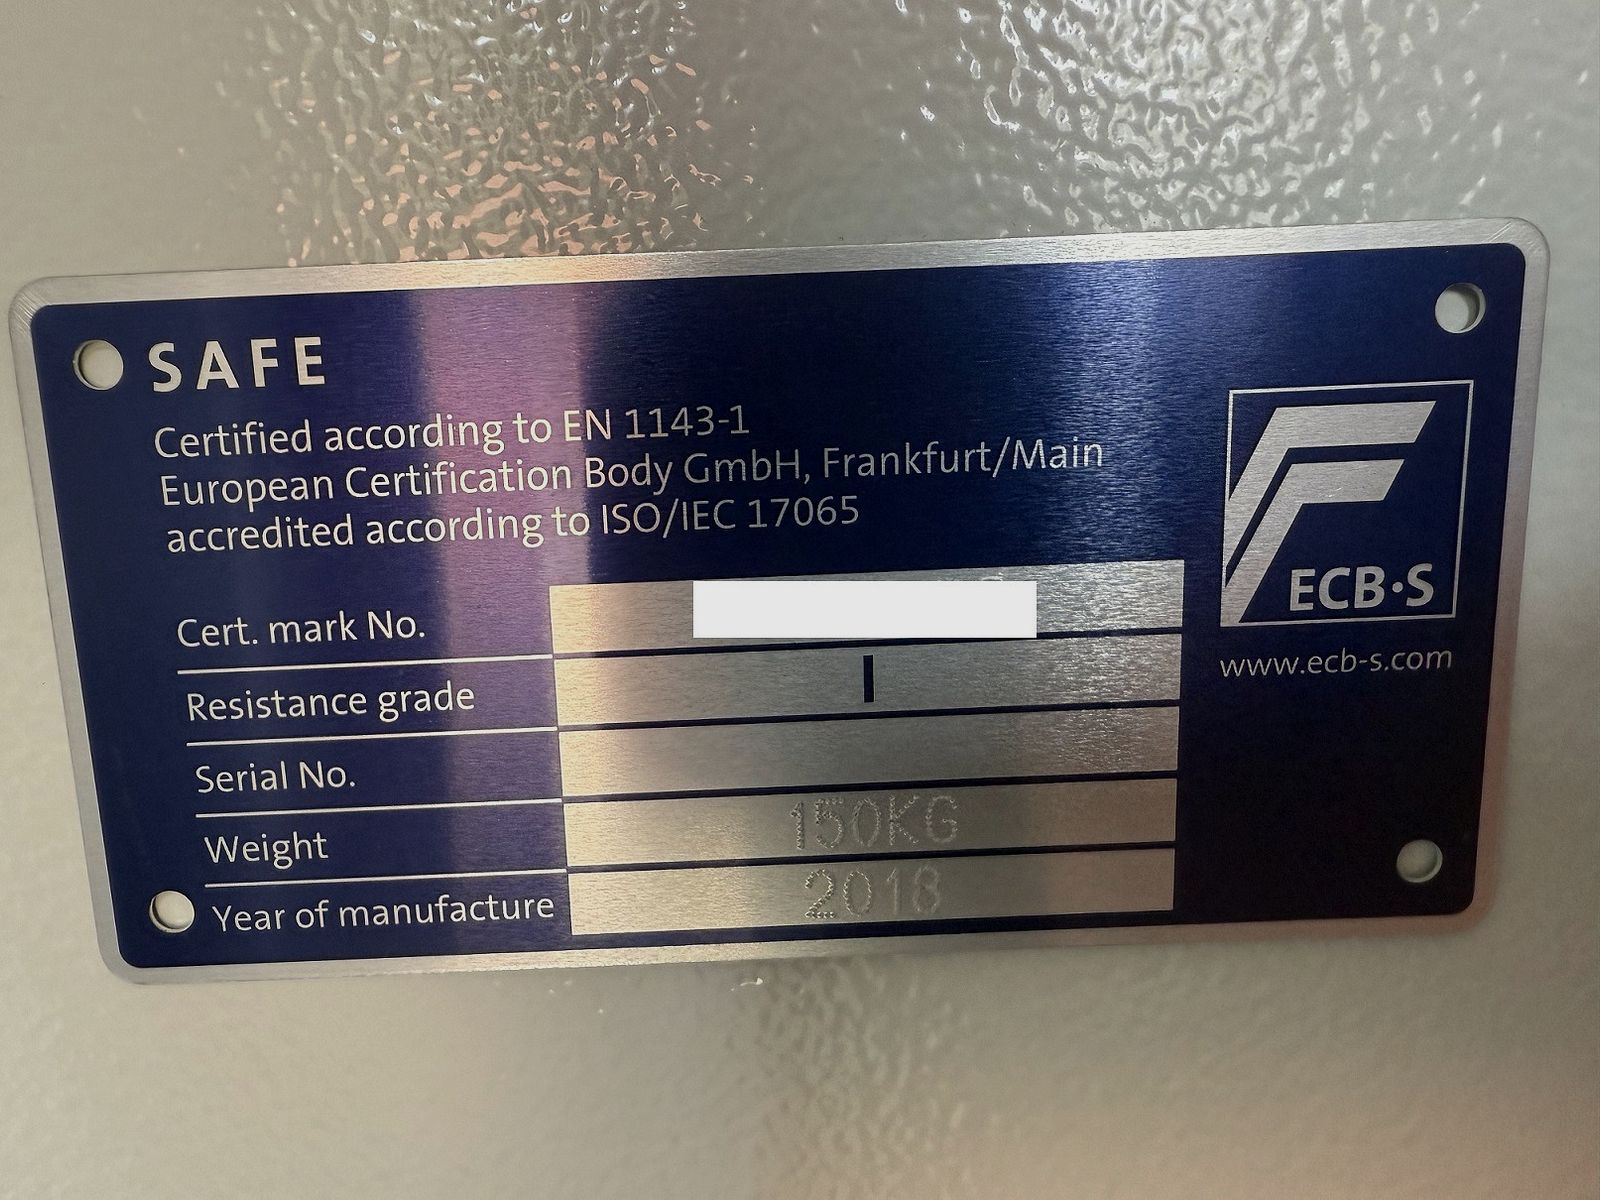 SAFE
Certified according to EN 1143-1
European Certification Body GmbH, Frankfurt/Main
accredited according to ISO/IEC 17065
ECB·S
www.ecb-s.com
Cert. mark No.
Resistance grade I
Serial No.
Weight 150KG
Year of manufacture 2018